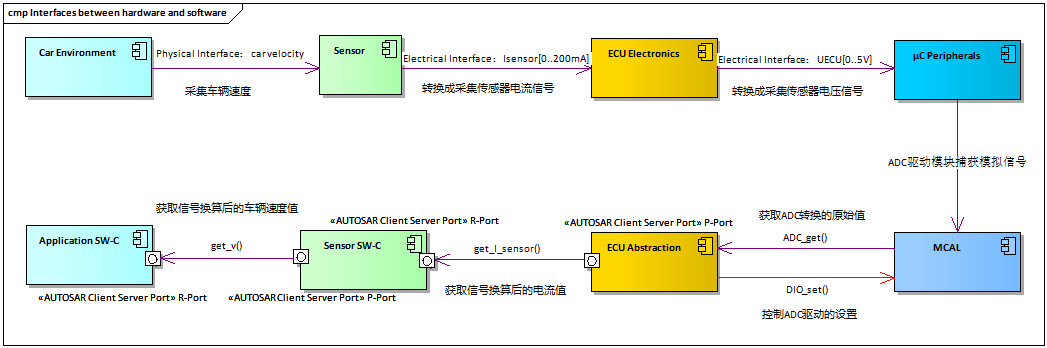 cmp Interfaces between hardware and software
Car Environment
Physical Interface: carvelocity
采集车辆速度
Sensor
Electrical Interface: Isensor[0..200mA]
转换成采集传感器电流信号
ECU Electronics
Electrical Interface: UECU[0..5V]
转换成采集传感器电压信号
µC Peripherals
ADC驱动模块捕获模拟信号
获取信号换算后的车辆速度值
«AUTOSAR Client Server Port» R-Port
«AUTOSAR Client Server Port» P-Port
获取ADC转换的原始值
Application SW-C
get_v()
Sensor SW-C
get_I_sensor()
ECU Abstraction
ADC_get()
MCAL
«AUTOSAR Client Server Port» R-Port
«AUTOSAR Client Server Port» P-Port
获取信号换算后的电流值
DIO_set()
控制ADC驱动的设置